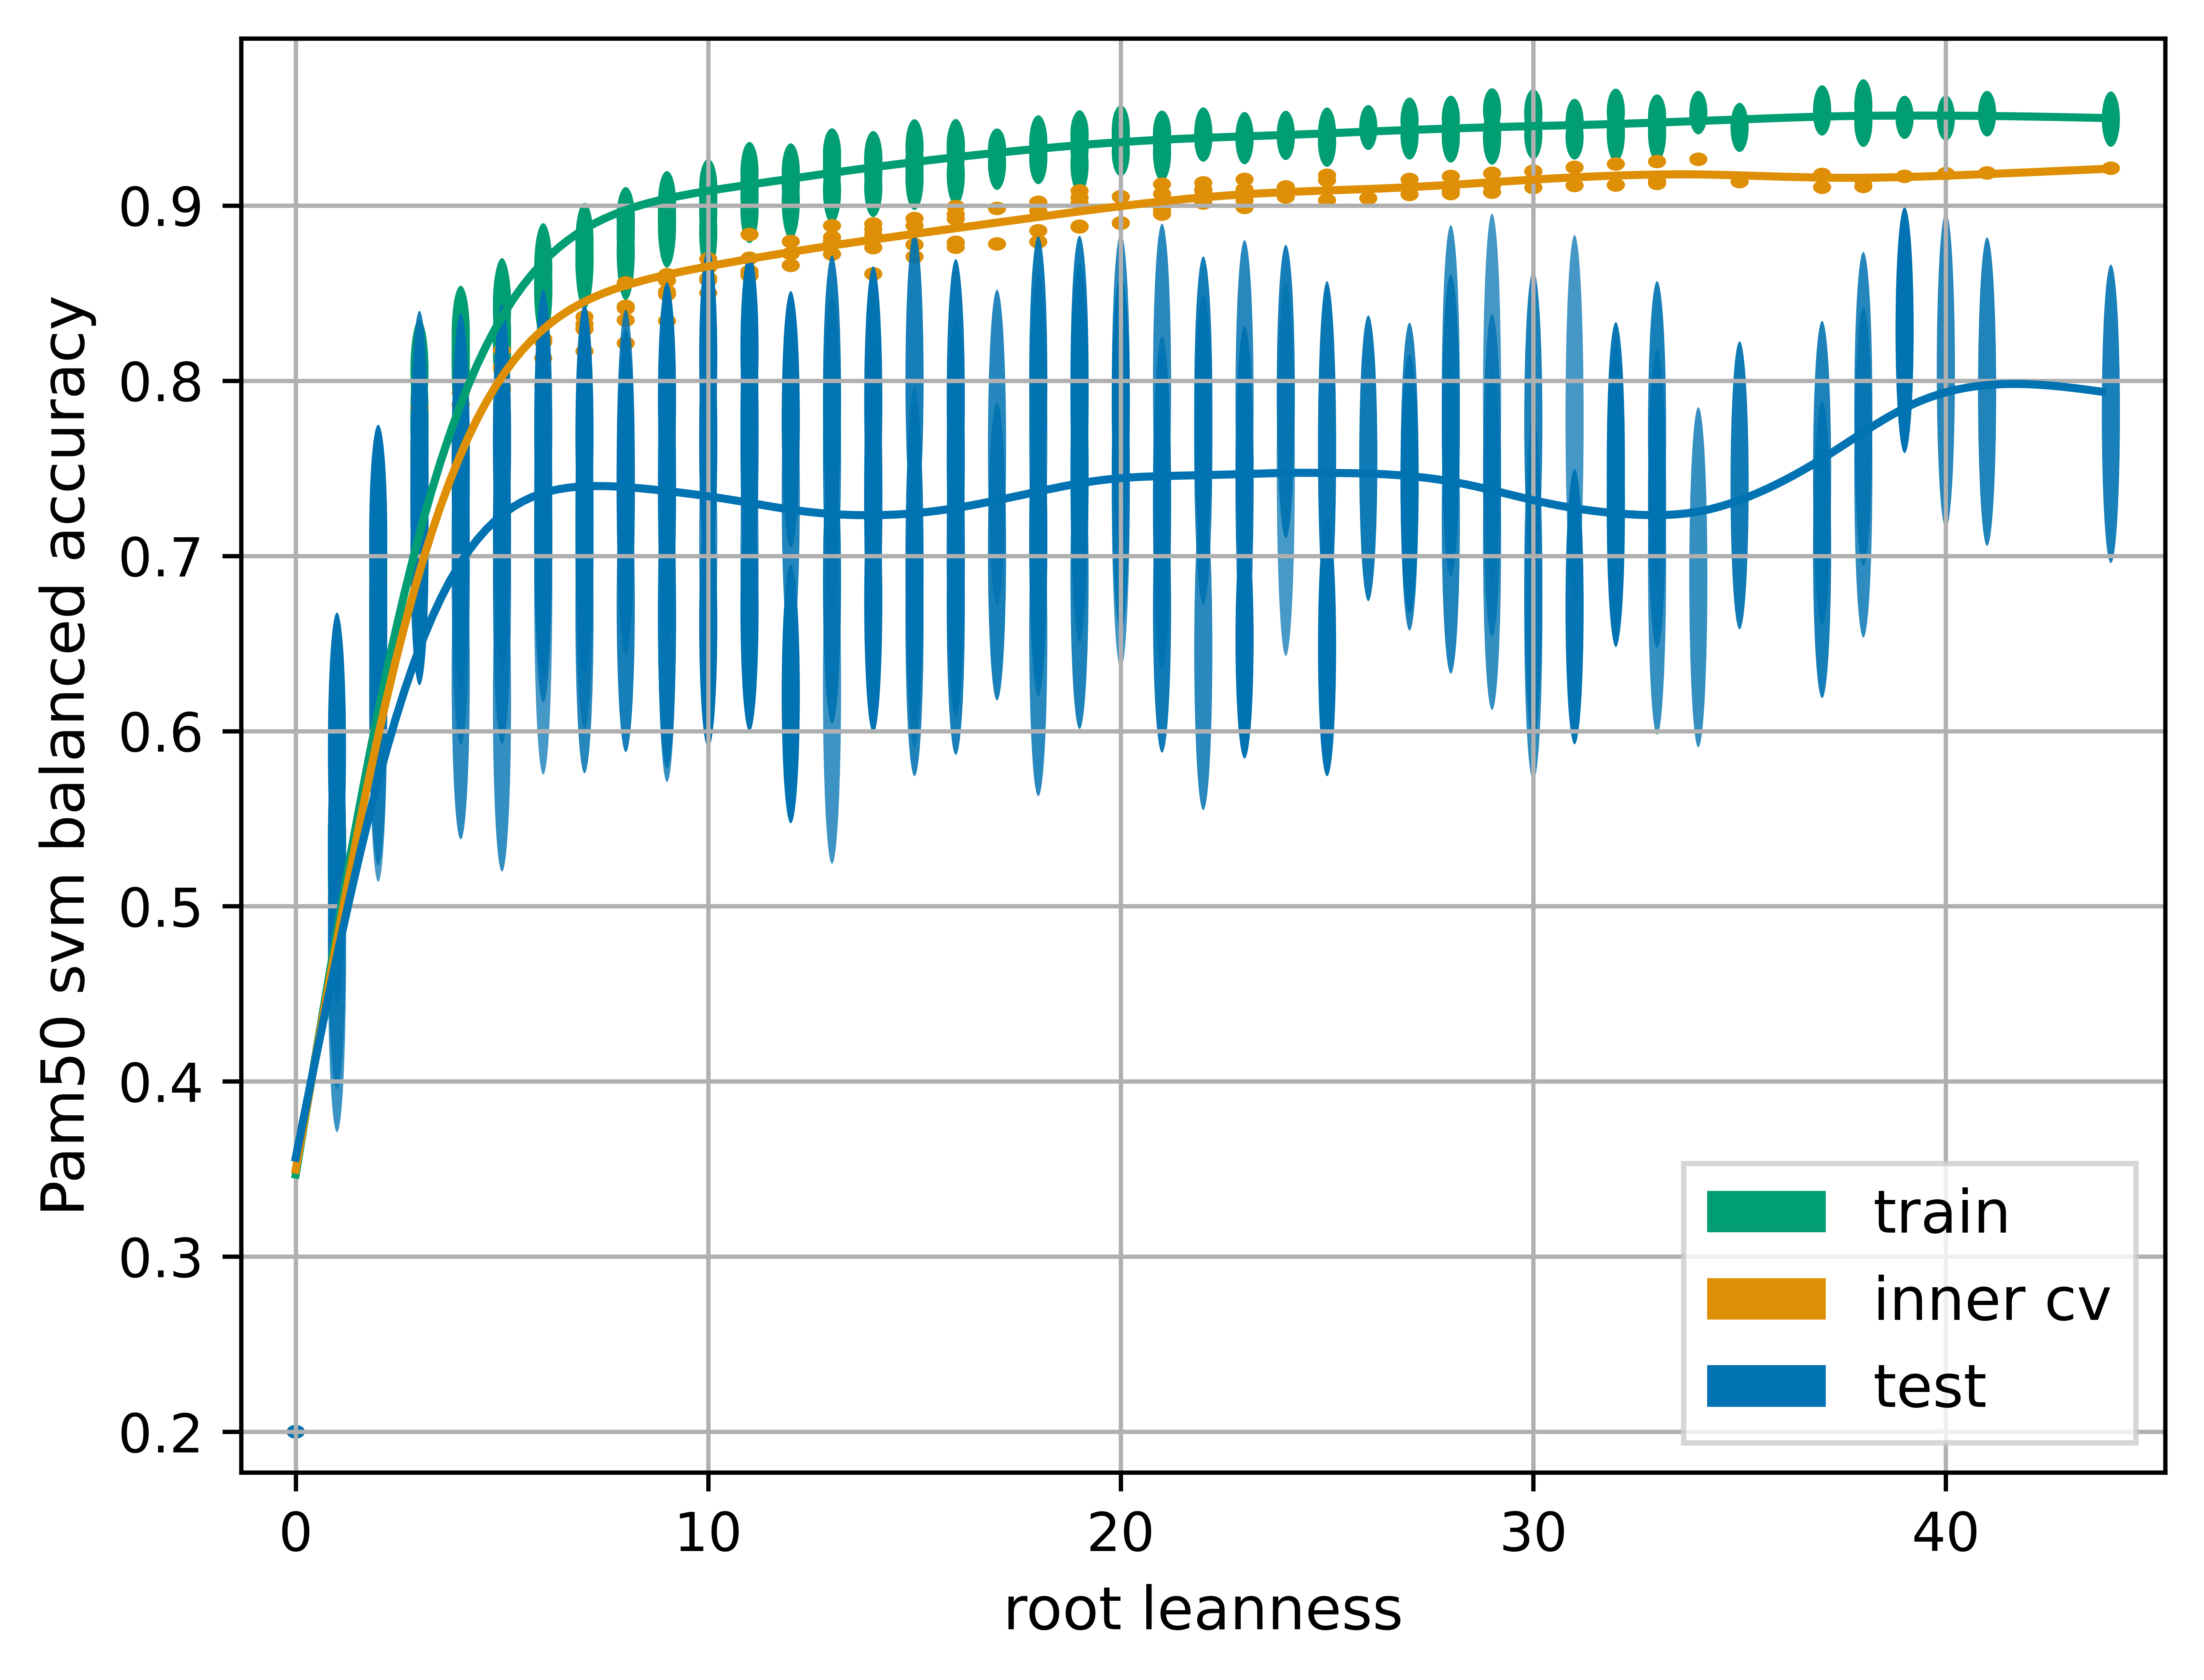 Pam50 svm balanced accuracy
0.9
0.8
0.7
0.6
0.5
0.4
0.3
0.2
0 10 20 30 40
root leanness
train
inner cv
test